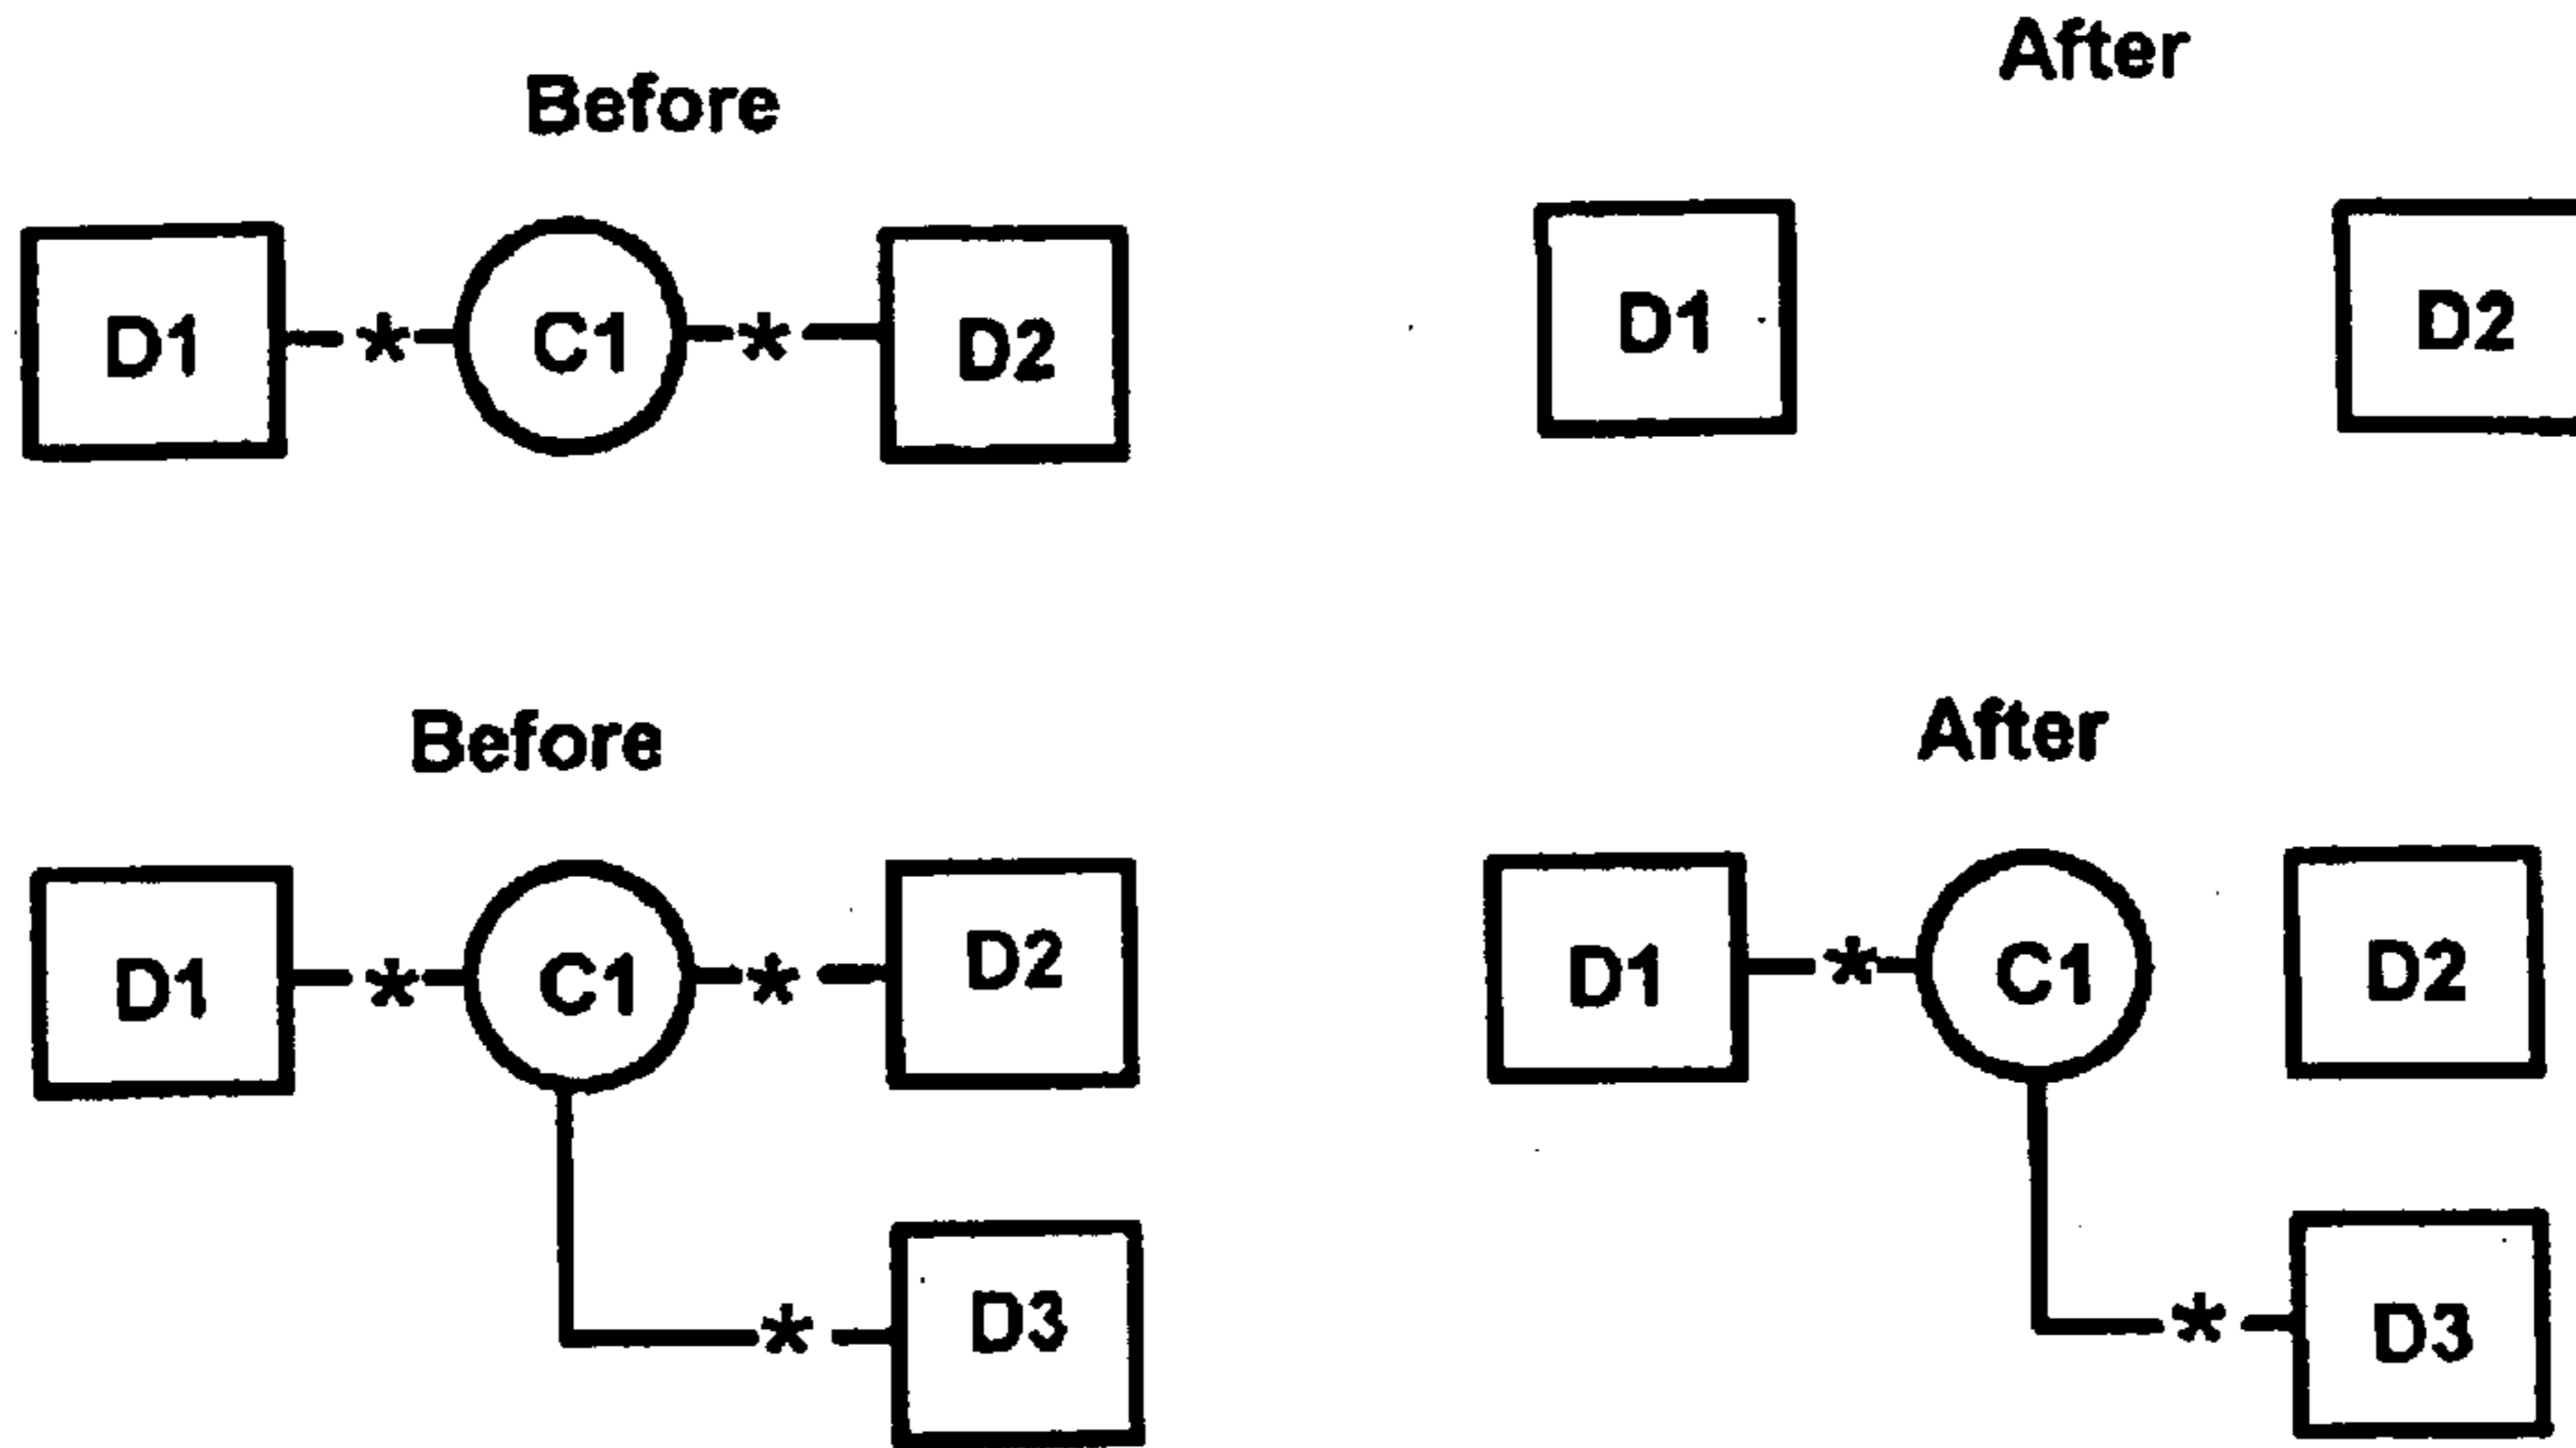 Before
After
D1 * C1 * D2
D1 D2
Before
After
D1 * C1 * D2
D1 * C1 D2
* D3
* D3